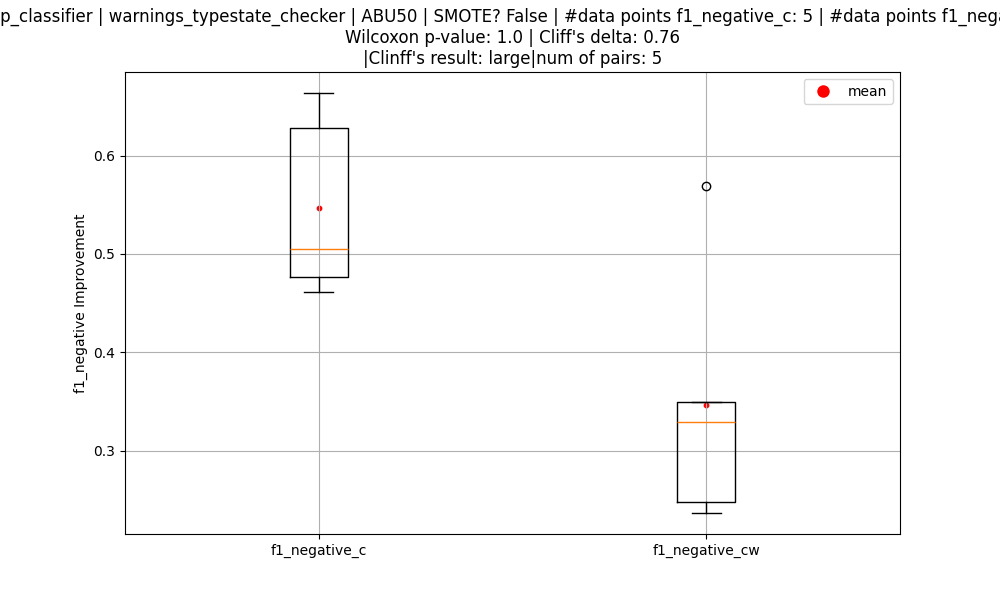 p_classifier | warnings_typestate_checker | ABU50 | SMOTE? False | #data points f1_negative_c: 5 | #data points
Wilcoxon p-value: 1.0 | Cliff's delta: 0.76
|Clinff's result: large|num of pairs: 5
mean
0.6
0.5
0.4
0.3
f1_negative Improvement
f1_negative_c
f1_negative_cw